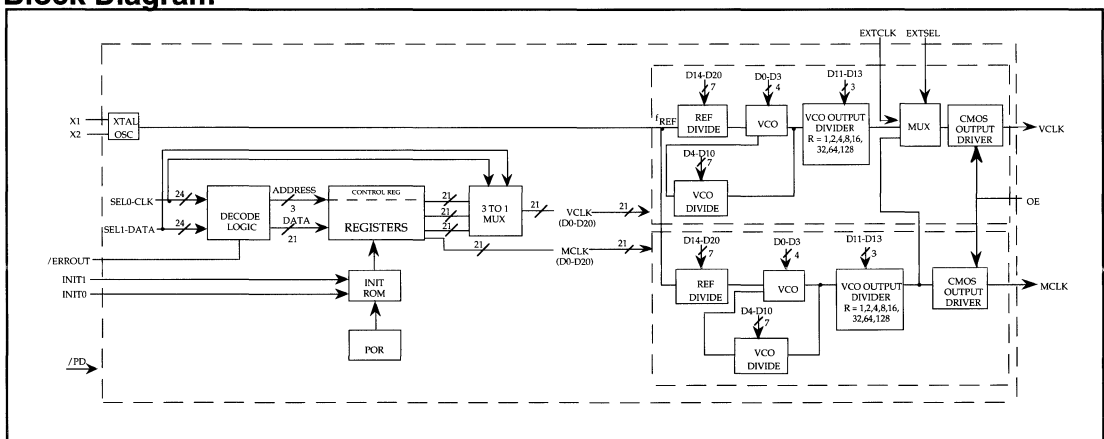 Block Diagram
EXTCLK EXTSEL
D14-D20
7
D0-D3
4
D11-D13
3
X1
X2
XTAL
OSC
fREF
REF
DIVIDE
VCO
VCO OUTPUT
DIVIDER
R = 1,2,4,8,16,
32,64,128
MUX
CMOS
OUTPUT
DRIVER
VCLK
D4-D10
7
VCO
DIVIDE
SEL0-CLK
24
SEL1-DATA
24
DECODE
LOGIC
ADDRESS
3
DATA
21
CONTROL REG
REGISTERS
21
21
21
3 TO 1
MUX
21
VCLK
(D0-D20)
21
OE
21
MCLK
(D0-D20)
21
/ERROUT
INIT1
INIT0
INIT
ROM
POR
/PD
D14-D20
7
D0-D3
4
D11-D13
3
REF
DIVIDE
VCO
VCO OUTPUT
DIVIDER
R = 1,2,4,8,16,
32,64,128
CMOS
OUTPUT
DRIVER
MCLK
D4-D10
7
VCO
DIVIDE